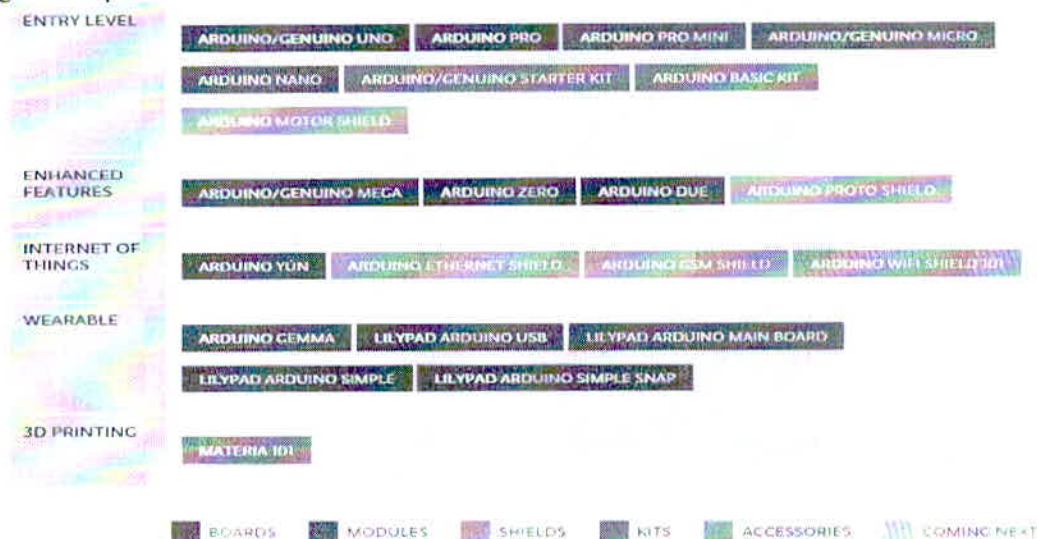 ENTRY LEVEL
ARDUINO/GENUINO UNO ARDUINO PRO ARDUINO PRO MINI ARDUINO/GENUINO MICRO
ARDUINO NANO ARDUINO/GENUINO STARTER KIT ARDUINO BASIC KIT
ARDUINO MOTOR SHIELD
ENHANCED
FEATURES
ARDUINO/GENUINO MEGA ARDUINO ZERO ARDUINO DUE ARDUINO PROTO SHIELD
INTERNET OF
THINGS
ARDUINO YÚN ARDUINO ETHERNET SHIELD ARDUINO GSM SHIELD ARDUINO WIFI SHIELD 101
WEARABLE
ARDUINO GEMMA LILYPAD ARDUINO USB LILYPAD ARDUINO MAIN BOARD
LILYPAD ARDUINO SIMPLE LILYPAD ARDUINO SIMPLE SNAP
3D PRINTING
MATERIA 101
BOARDS MODULES SHIELDS KITS ACCESSORIES COMING NEXT